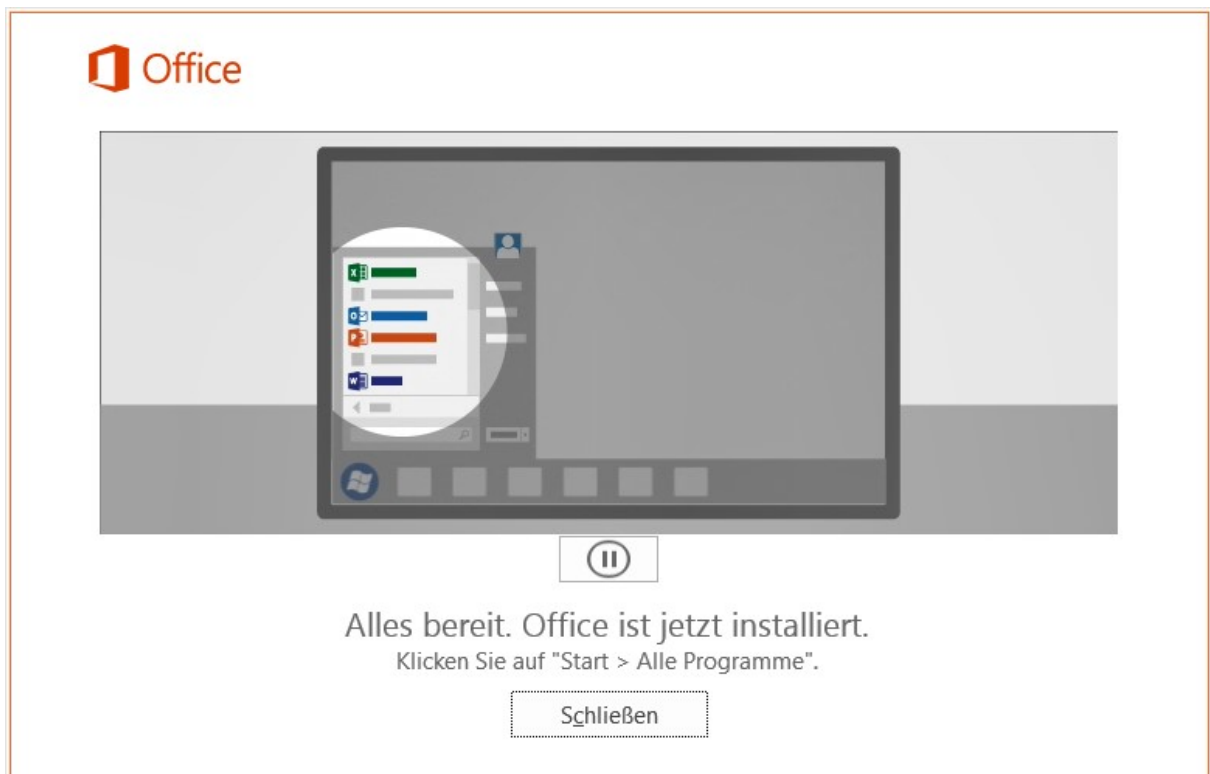 Office
Alles bereit. Office ist jetzt installiert.
Klicken Sie auf "Start > Alle Programme".
Schließen